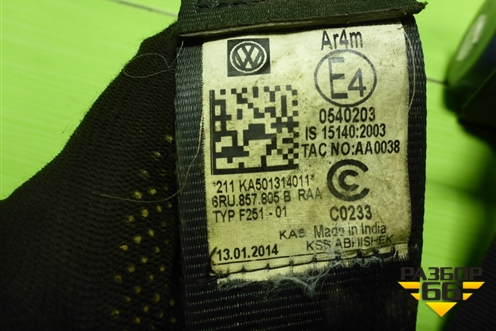 Ar4m
E4
0540203
IS 15140:2003
TAC NO:AA0038
*211 KA501314011*
6RU.857.805 B RAA
TYP F251-01
C0233
KAS Made in India
13.01.2014 KSS ABHISHEK
РАЗБОР
66